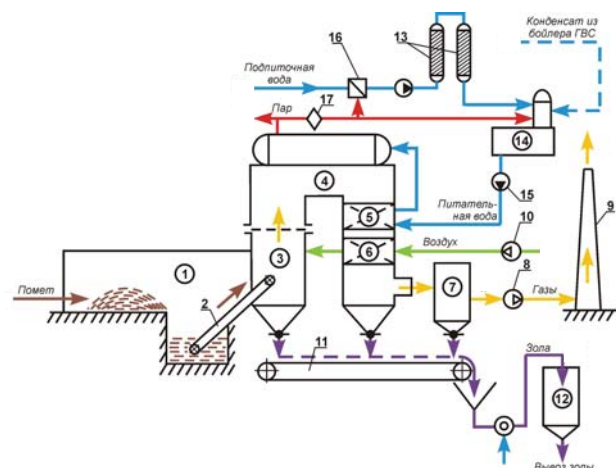 Конденсат из
бойлера ГВС
13
16
Подпиточная
вода
17
Пар
14
4
15
9
5
Питатель-
ная вода
10
Воздух
3
6
1
8
Помет
2
7
Газы
11
Зола
12
Вывоз золы